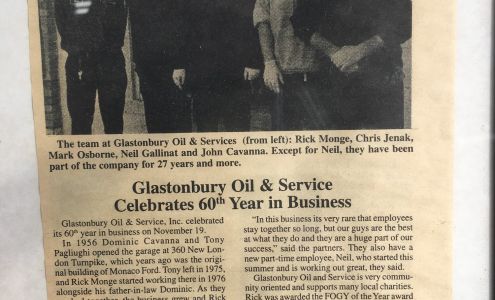 The team at Glastonbury Oil & Services (from left): Rick Monge, Chris Jenak,
Mark Osborne, Neil Gallinat and John Cavanna. Except for Neil, they have been
part of the company for 27 years and more.
Glastonbury Oil & Service
Celebrates 60th Year in Business
Glastonbury Oil & Service, Inc. celebrated
its 60th year in business on November 19.
In 1956 Dominic Cavanna and Tony
Pagliughi opened the garage at 360 New Lon-
don Turnpike, which years ago was the origi-
nal building of Monaco Ford. Tony left in 1975,
and Rick Monge started working there in 1976
alongside his father-in-law Dominic. As they
the business grew and Rick
"In this business its very rare that employees
stay together so long, but our guys are the best
at what they do and they are a huge part of our
success," said the partners. They also have a
new part-time employee, Neil, who started this
summer and is working out great, they said.
Glastonbury Oil and Service is very commu-
nity oriented and supports many local charities.
Rick was awarded the FOGY of the Year award